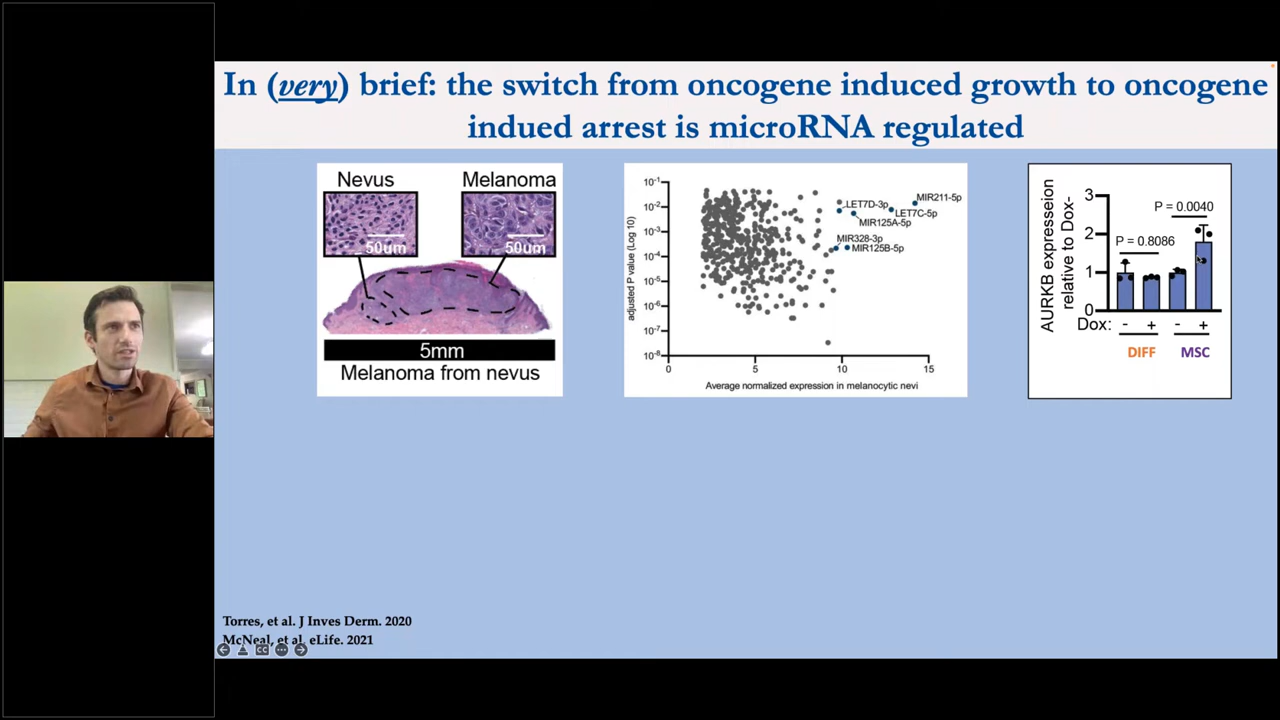 In (very) brief: the switch from oncogene induced growth to oncogene
indued arrest is microRNA regulated
Nevus
Melanoma
50um
50um
5mm
Melanoma from nevus
adjusted P value (Log 10)
10-1
10-2
10-3
10-4
10-5
10-6
10-7
10-8
0
5
10
15
Average normalized expression in melanocytic nevi
MIR211-5p
LET7D-3p
LET7C-5p
MIR125A-5p
MIR328-3p
MIR125B-5p
AURKB expresseion
relative to Dox-
3
2
1
0
P = 0.0040
P = 0.8086
Dox: - + - +
DIFF MSC
Torres, et al. J Inves Derm. 2020
McNeal, et al. eLife. 2021
CC